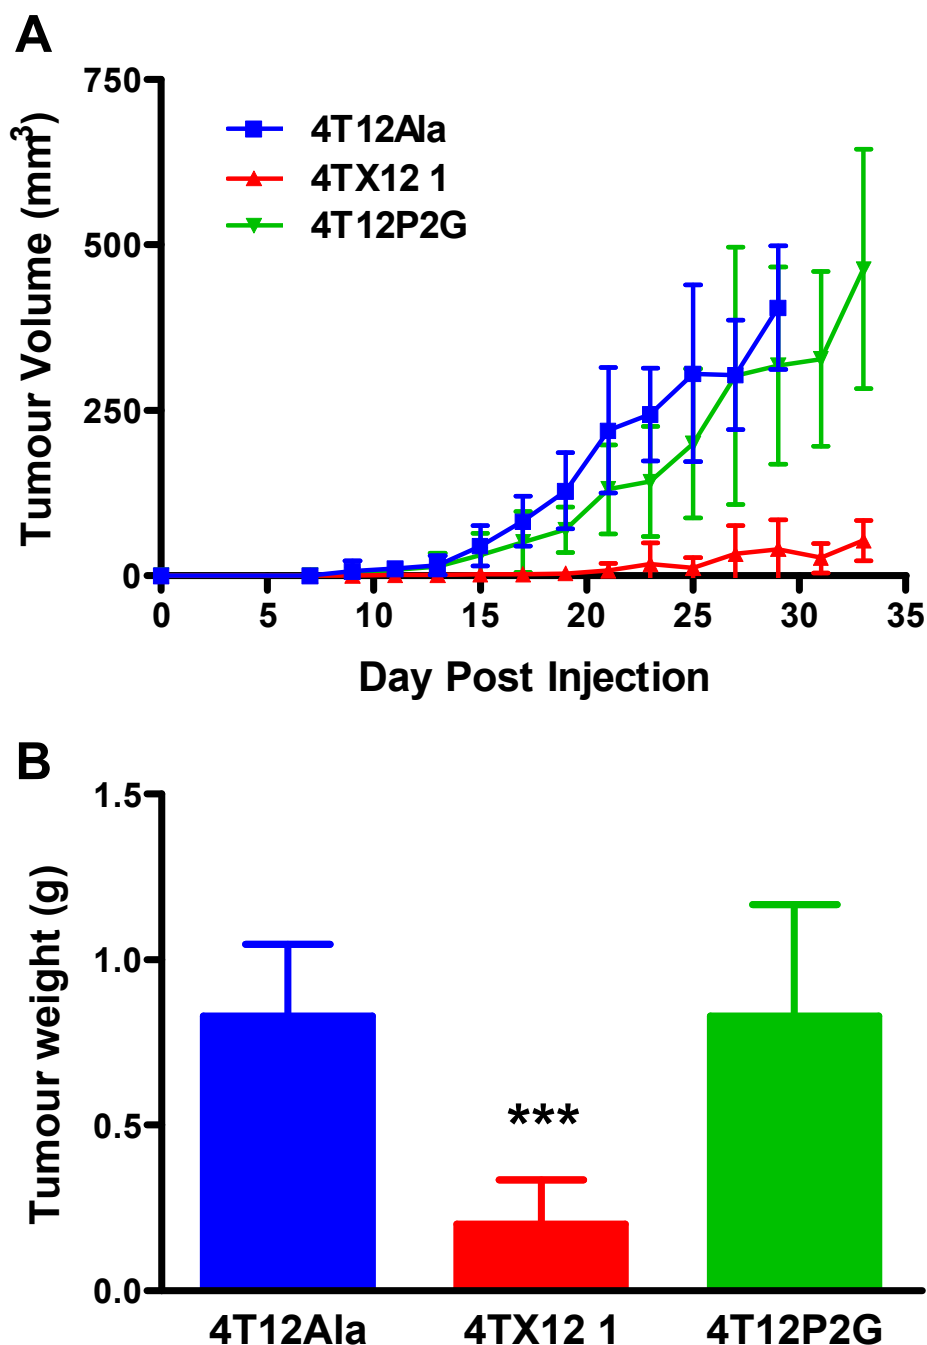 A
750
500
250
0
Tumour Volume (mm³)
4T12Ala
4TX12 1
4T12P2G
0 5 10 15 20 25 30 35
Day Post Injection
B
1.5
1.0
0.5
0.0
Tumour weight (g)
***
4T12Ala 4TX12 1 4T12P2G